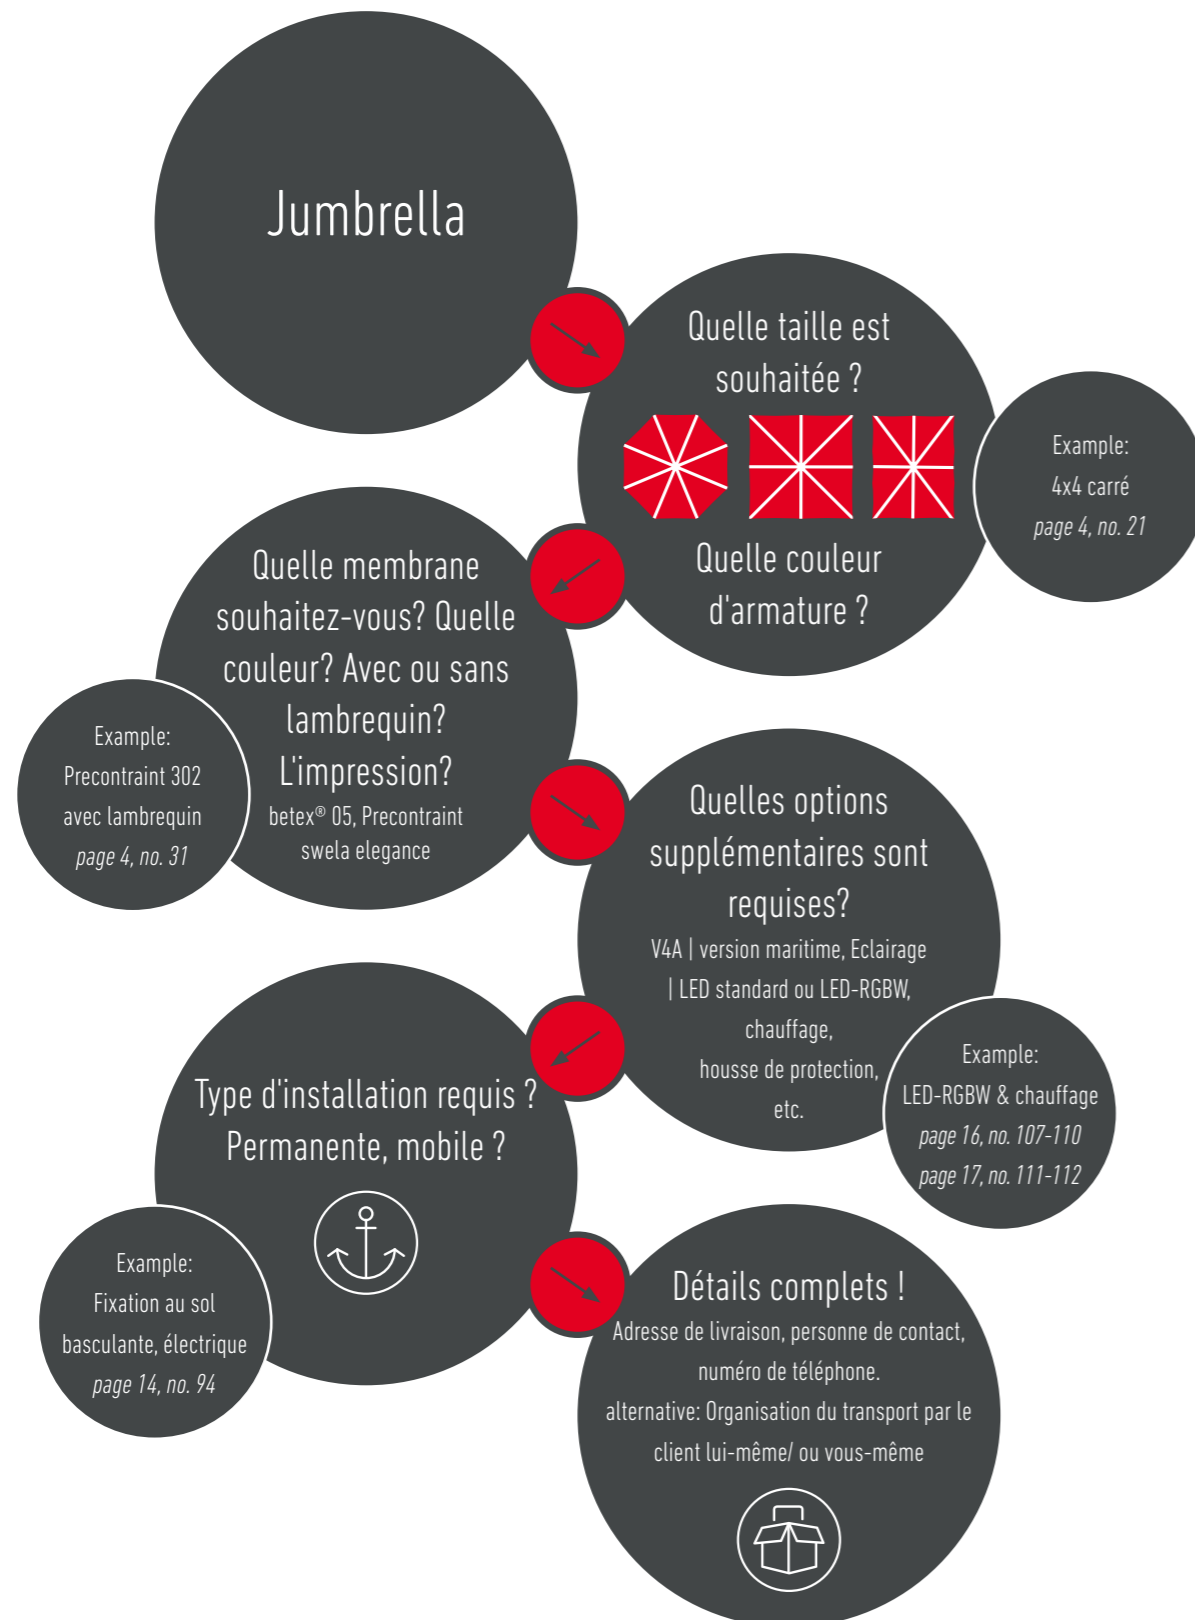 Jumbrella
Quelle taille est
souhaitée ?
Quelle couleur
d'armature ?
Example:
4x4 carré
page 4, no. 21
Quelle membrane
souhaitez-vous? Quelle
couleur? Avec ou sans
lambrequin?
L'impression?
betex® 05, Precontraint
swela elegance
Example:
Precontraint 302
avec lambrequin
page 4, no. 31
Quelles options
supplémentaires sont
requises?
V4A | version maritime, Eclairage
| LED standard ou LED-RGBW,
chauffage,
housse de protection,
etc.
Example:
LED-RGBW & chauffage
page 16, no. 107-110
page 17, no. 111-112
Type d'installation requis ?
Permanente, mobile ?
Example:
Fixation au sol
basculante, électrique
page 14, no. 94
Détails complets !
Adresse de livraison, personne de contact,
numéro de téléphone.
alternative: Organisation du transport par le
client lui-même/ ou vous-même